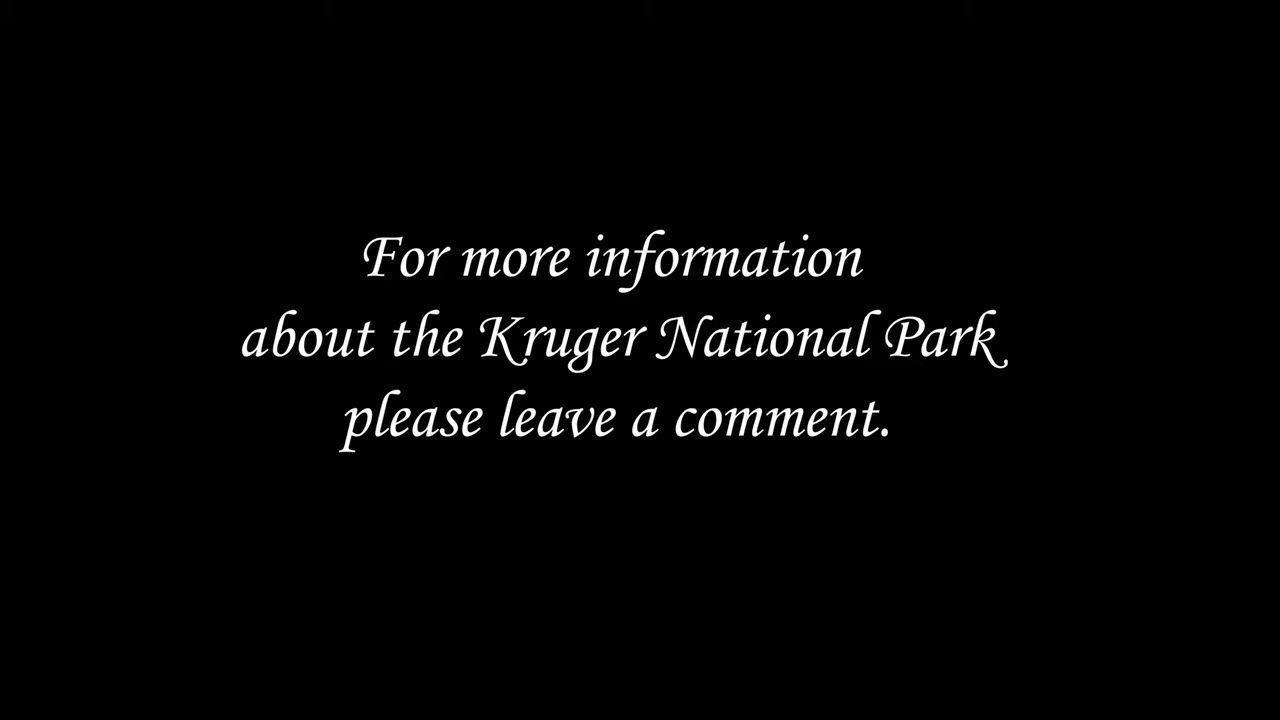 For more information
about the Kruger National Park
please leave a comment.